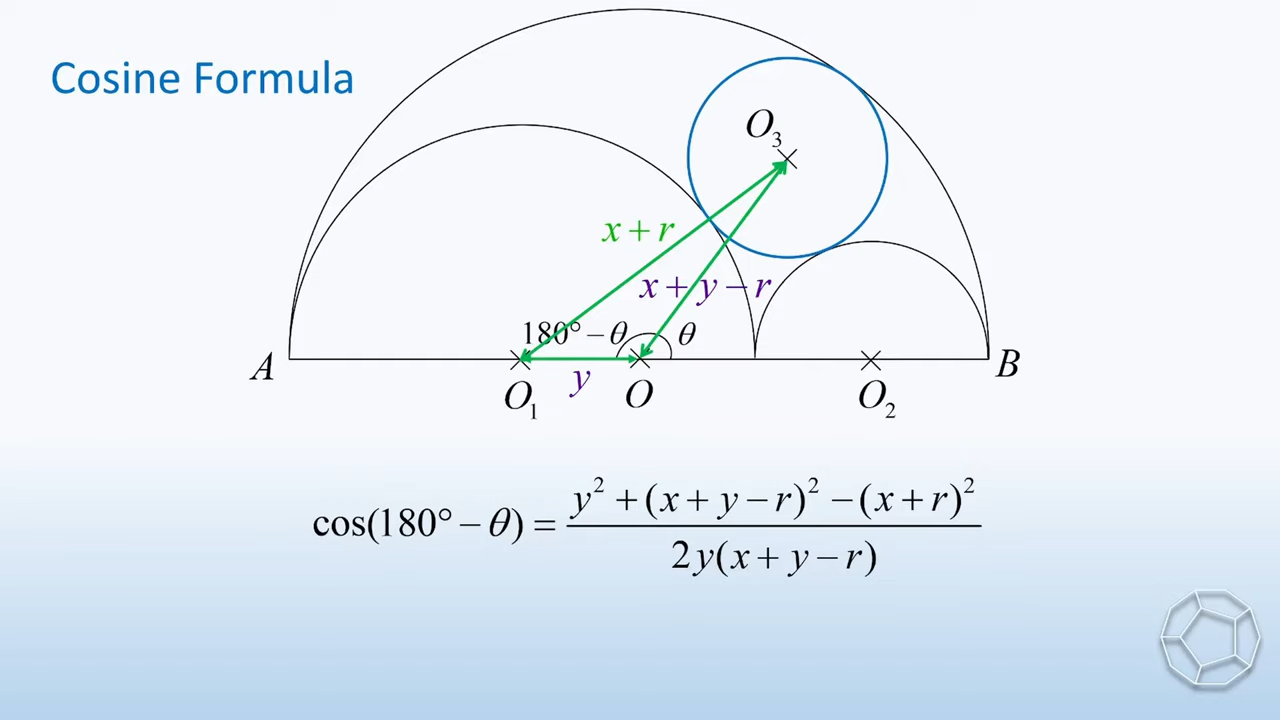 Cosine Formula
O₃
x + r
x + y − r
180° − θ
θ
A
B
y
O₁
O
O₂
cos(180° − θ) = (y² + (x + y − r)² − (x + r)²) / (2y(x + y − r))